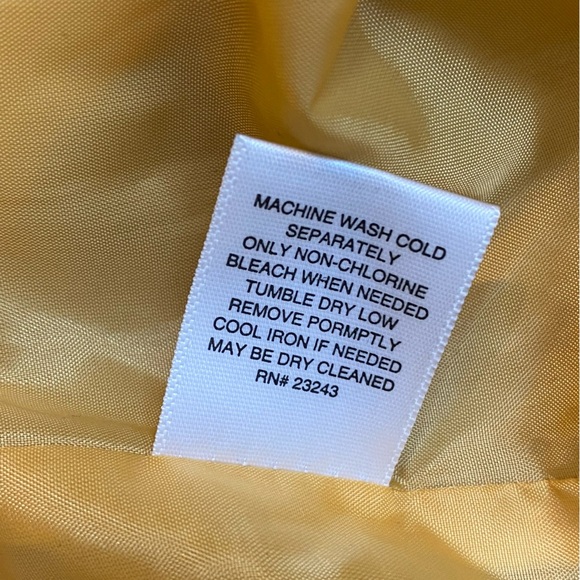 MACHINE WASH COLD
SEPARATELY
ONLY NON-CHLORINE
BLEACH WHEN NEEDED
TUMBLE DRY LOW
REMOVE PORMPTLY
COOL IRON IF NEEDED
MAY BE DRY CLEANED
RN# 23243